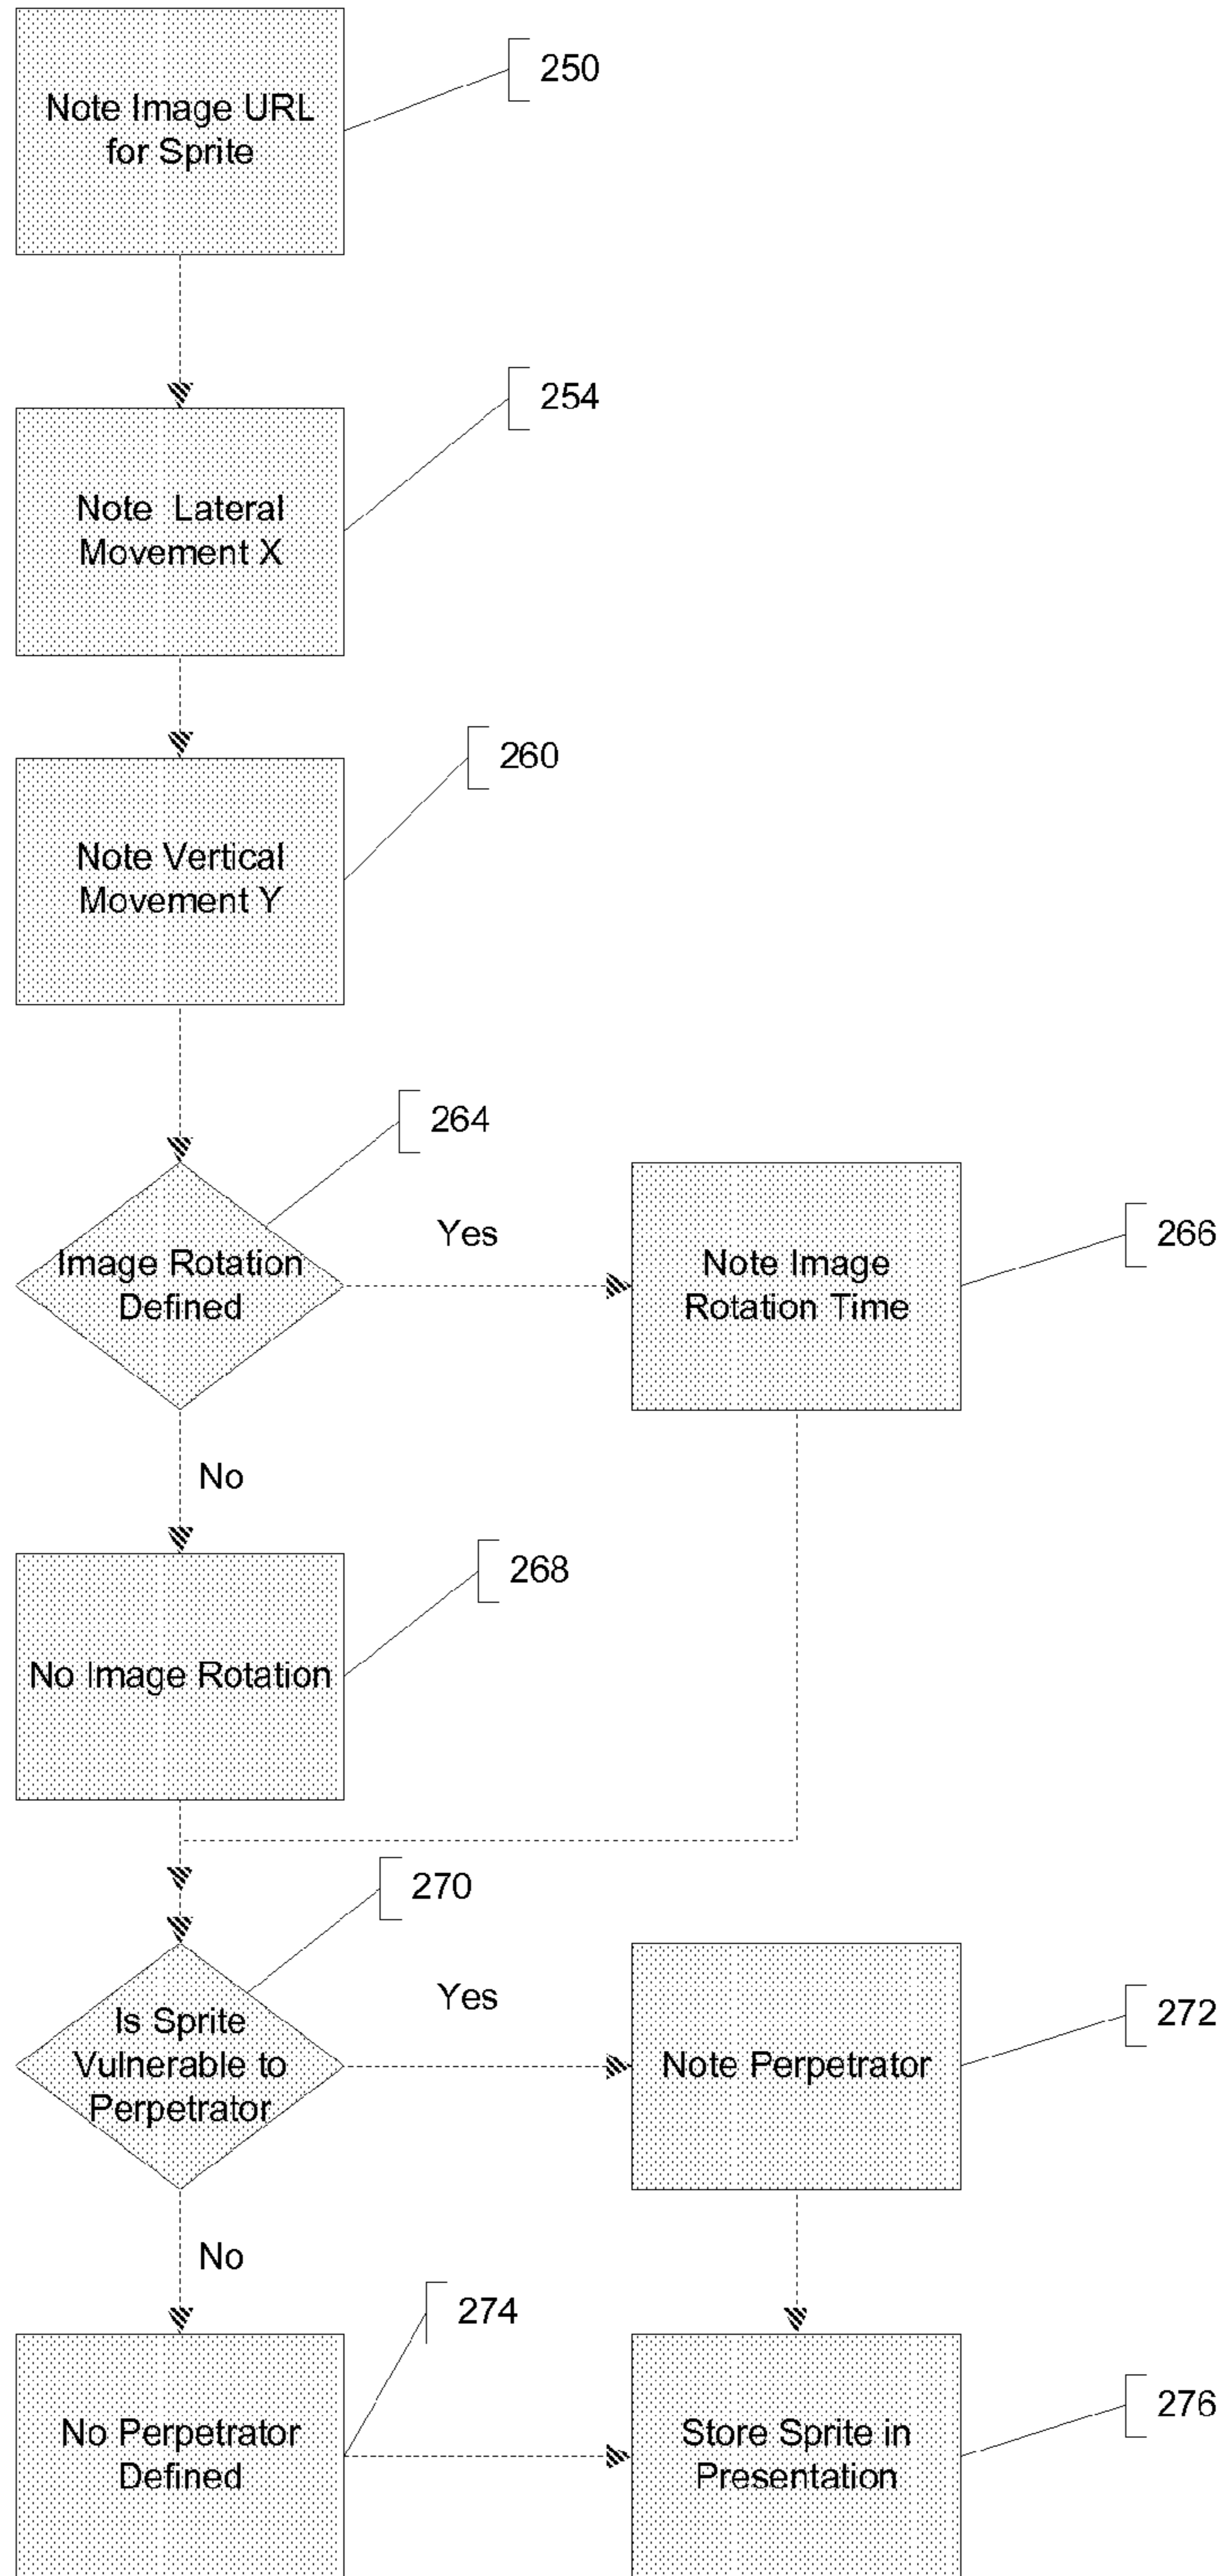 Note Image URL
for Sprite
250
Note Lateral
Movement X
254
Note Vertical
Movement Y
260
Image Rotation
Defined
264
Yes
Note Image
Rotation Time
266
No
No Image Rotation
268
Is Sprite
Vulnerable to
Perpetrator
270
Yes
Note Perpetrator
272
No
No Perpetrator
Defined
274
Store Sprite in
Presentation
276